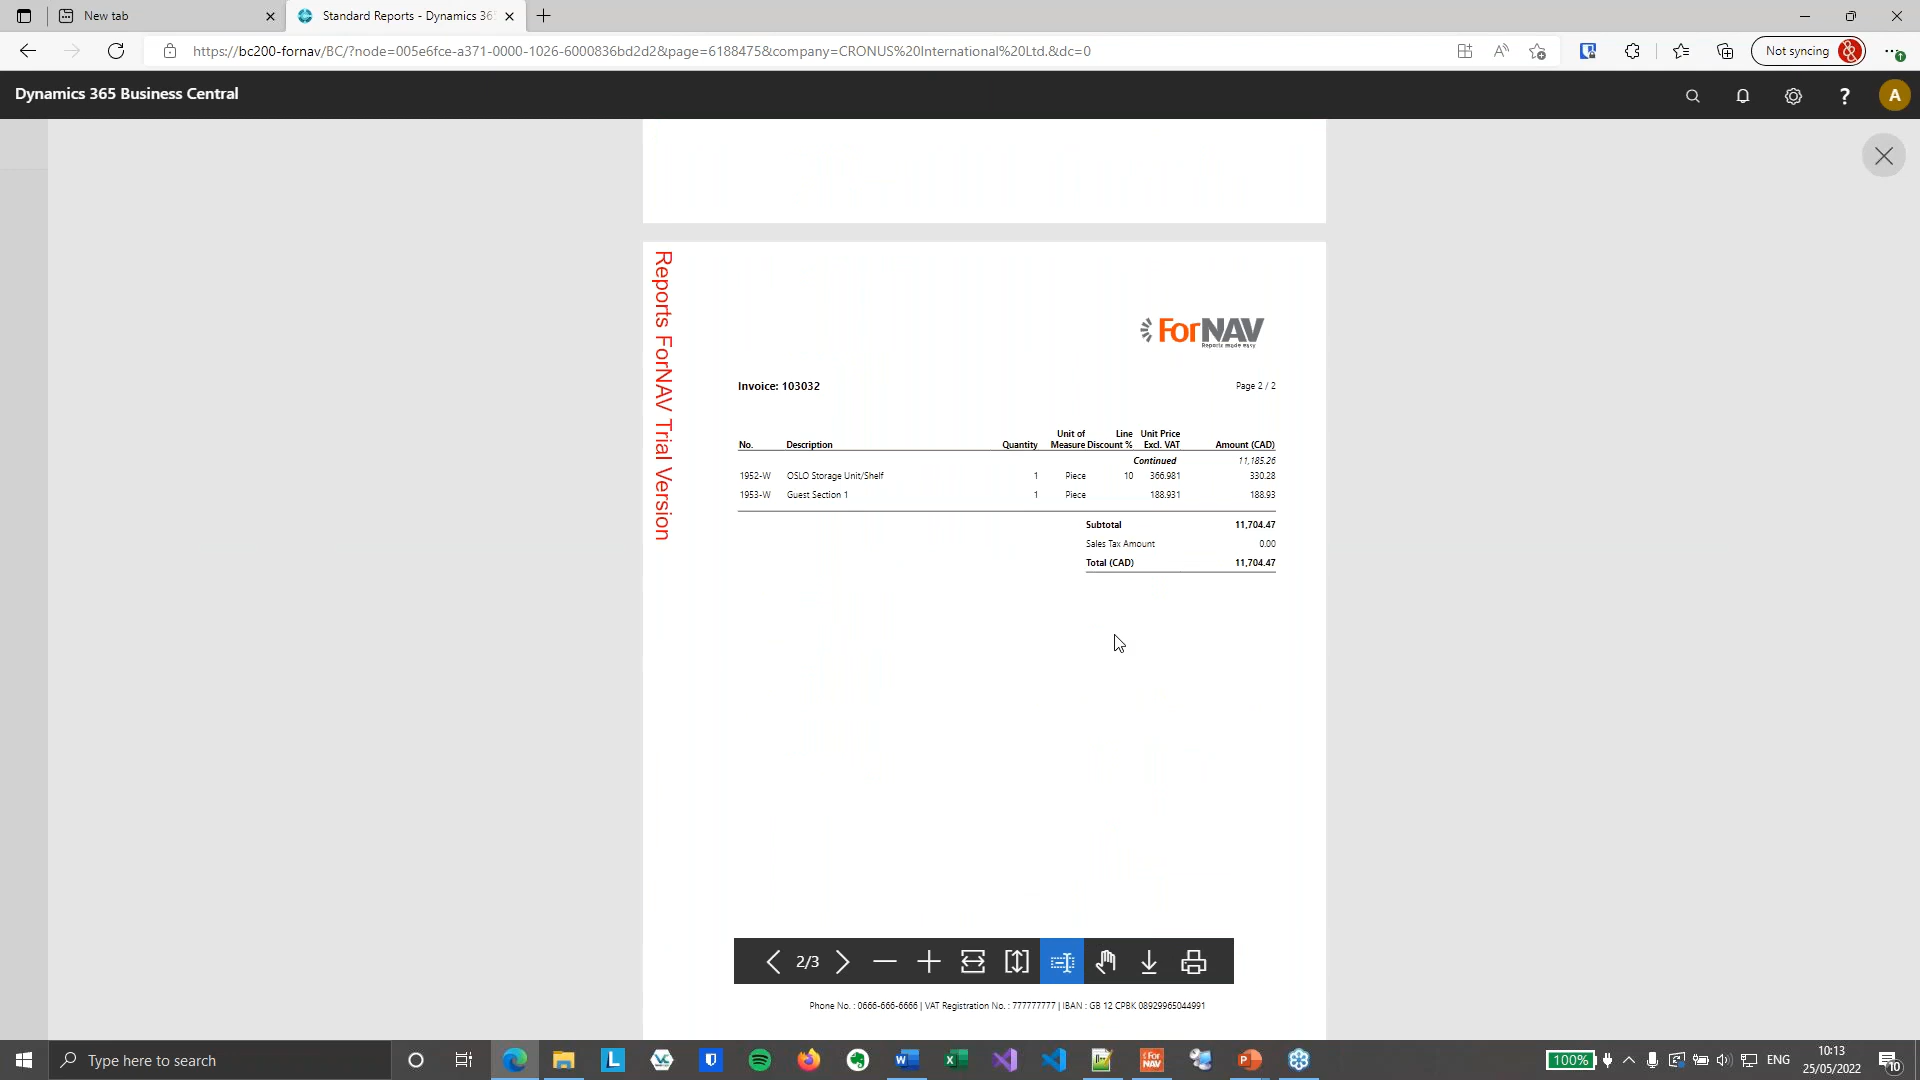 New tab
Standard Reports - Dynamics 36
https://bc200-fornav/BC/?node=005e6fce-a371-0000-1026-6000836bd2d2&page=6188475&company=CRONUS%20International%20Ltd.&dc=0
Not syncing
Dynamics 365 Business Central
A
Reports ForNAV Trial Version
ForNAV
Reports made easy
Invoice: 103032
Page 2 / 2
Unit of Line Unit Price
No. Description Quantity Measure Discount % Excl. VAT Amount (CAD)
Continued 11,185.26
1952-W OSLO Storage Unit/Shelf 1 Piece 10 366.981 330.28
1953-W Guest Section 1 1 Piece 188.931 188.93
Subtotal 11,704.47
Sales Tax Amount 0.00
Total (CAD) 11,704.47
2/3
Phone No. : 0666-666-6666 | VAT Registration No. : 777777777 | IBAN : GB 12 CPBK 08929965044991
Type here to search
100%
ENG
10:13
25/05/2022
10